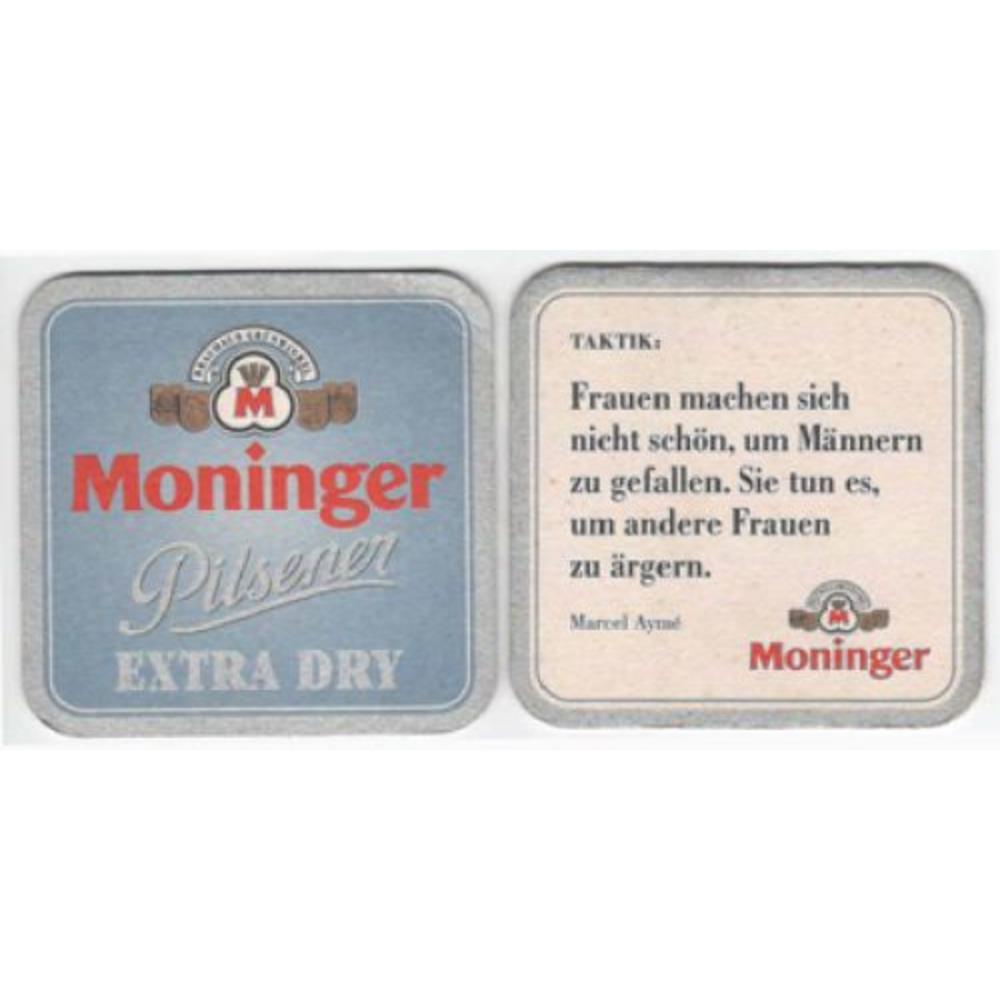 M
Moninger
Pilsener
EXTRA DRY
TAKTIK:
Frauen machen sich
nicht schön, um Männern
zu gefallen. Sie tun es,
um andere Frauen
zu ärgern.
Marcel Aymé
M
Moninger